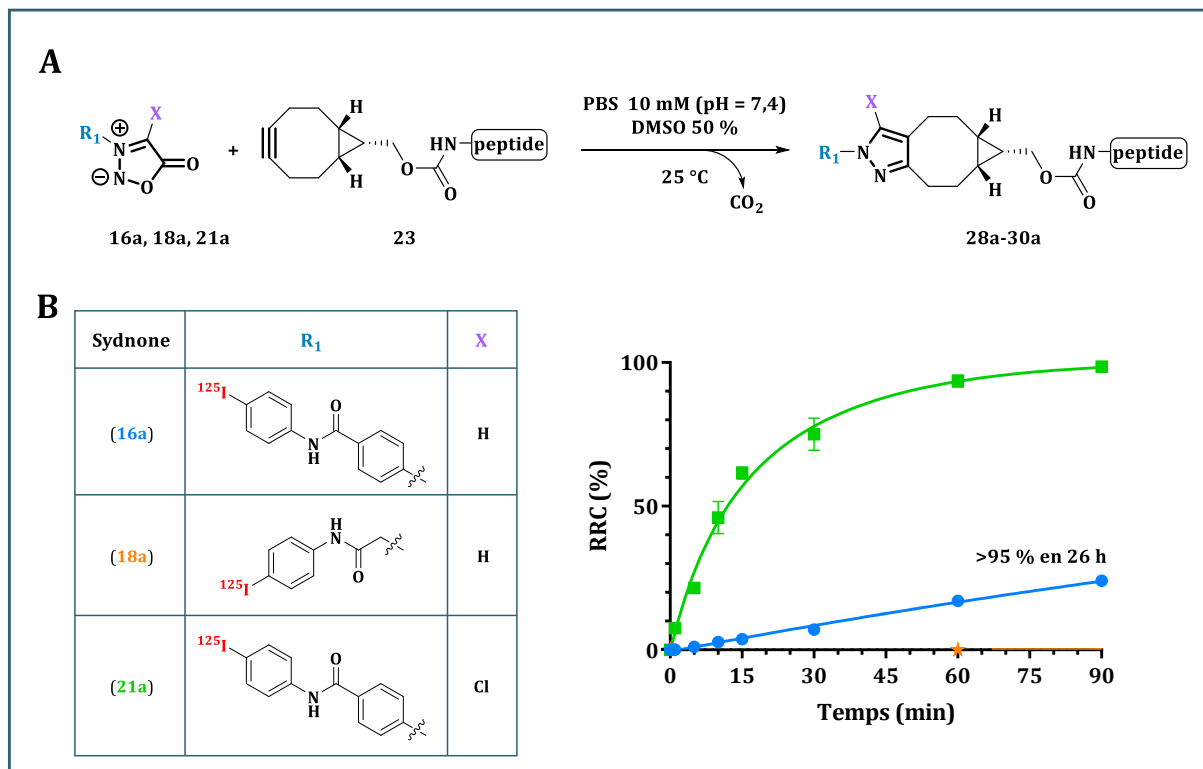 A
R₁
X
⊕
N
⊖
N
O
O
+
H
H
O
O
HN
peptide
PBS 10 mM (pH = 7,4)
DMSO 50 %
25 °C
CO₂
X
R₁
N
N
H
H
O
O
HN
peptide
16a, 18a, 21a
23
28a-30a
B
Sydnone
R₁
X
(16a)
¹²⁵I
O
N
H
H
(18a)
H
N
O
¹²⁵I
H
(21a)
¹²⁵I
O
N
H
Cl
RRC (%)
100
50
0
>95 % en 26 h
0 15 30 45 60 75 90
Temps (min)